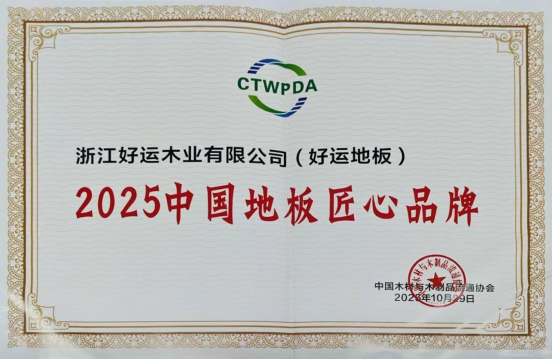 CTWPDA
浙江好运木业有限公司（好运地板）
2025中国地板匠心品牌
中国木材与木制品流通协会
2025年10月29日